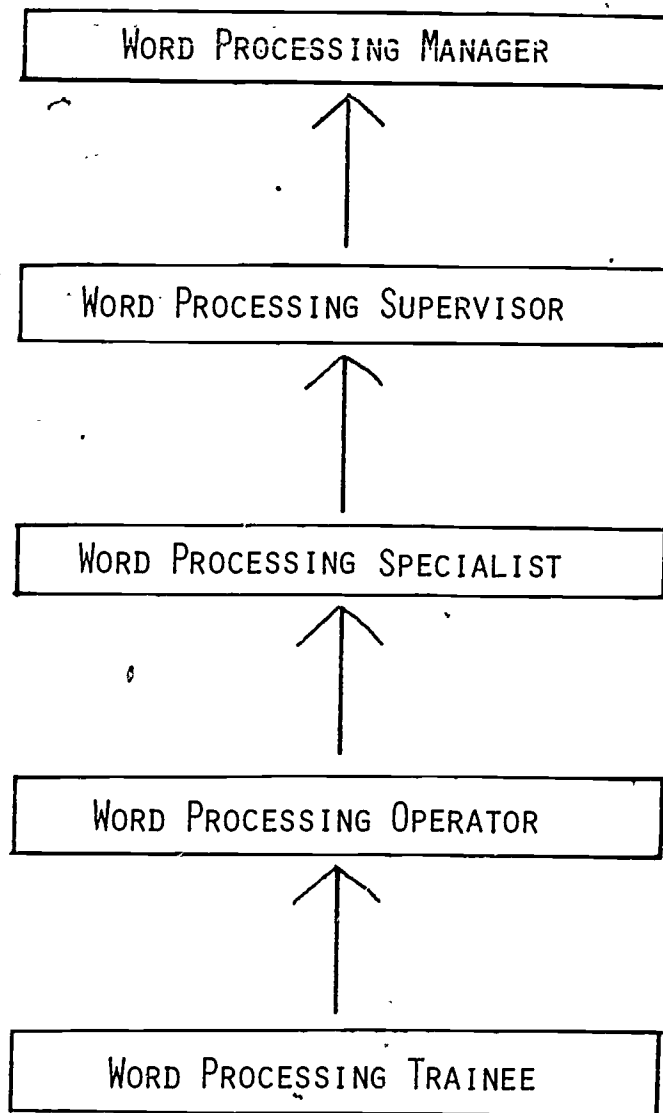 WORD PROCESSING MANAGER
WORD PROCESSING SUPERVISOR
WORD PROCESSING SPECIALIST
WORD PROCESSING OPERATOR
WORD PROCESSING TRAINEE